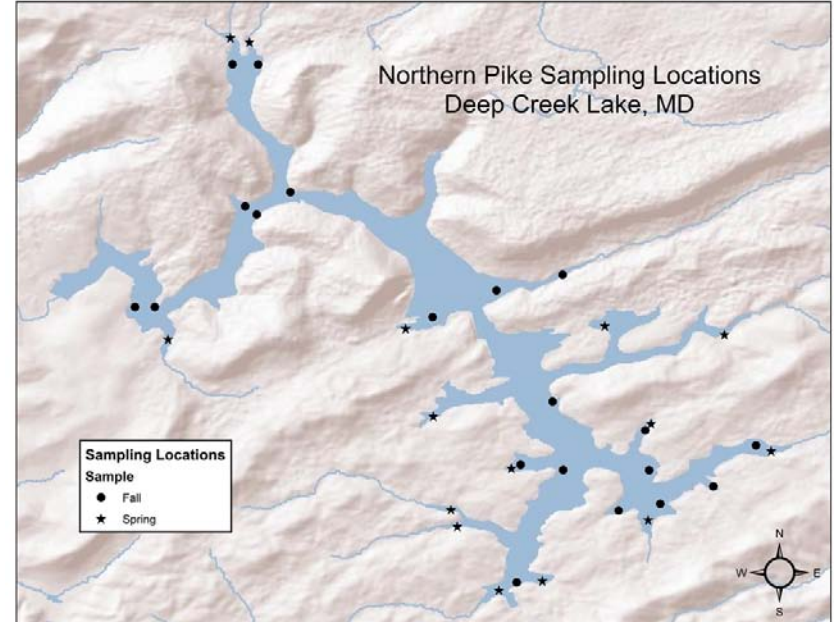 Northern Pike Sampling Locations
Deep Creek Lake, MD
Sampling Locations
Sample
Fall
Spring
N
W E
S